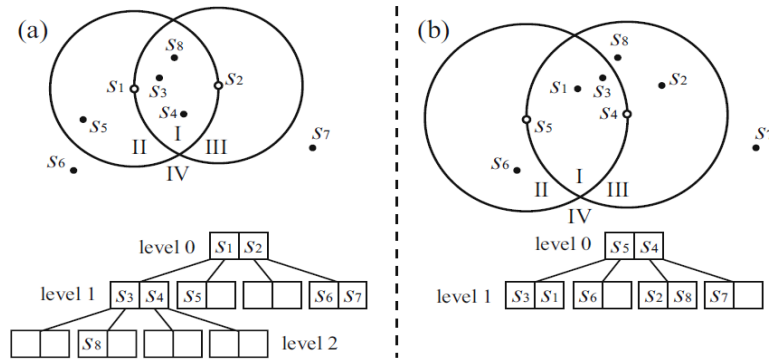 (a)
S8
S1
S3
S2
S4
S5
I
II
III
S7
S6
IV
level 0
S1 S2
level 1
S3 S4
S5
S6 S7
S8
level 2
(b)
S8
S1
S3
S2
S5
S4
S6
I
II
III
IV
level 0
S5 S4
level 1
S3 S1
S6
S2 S8
S7